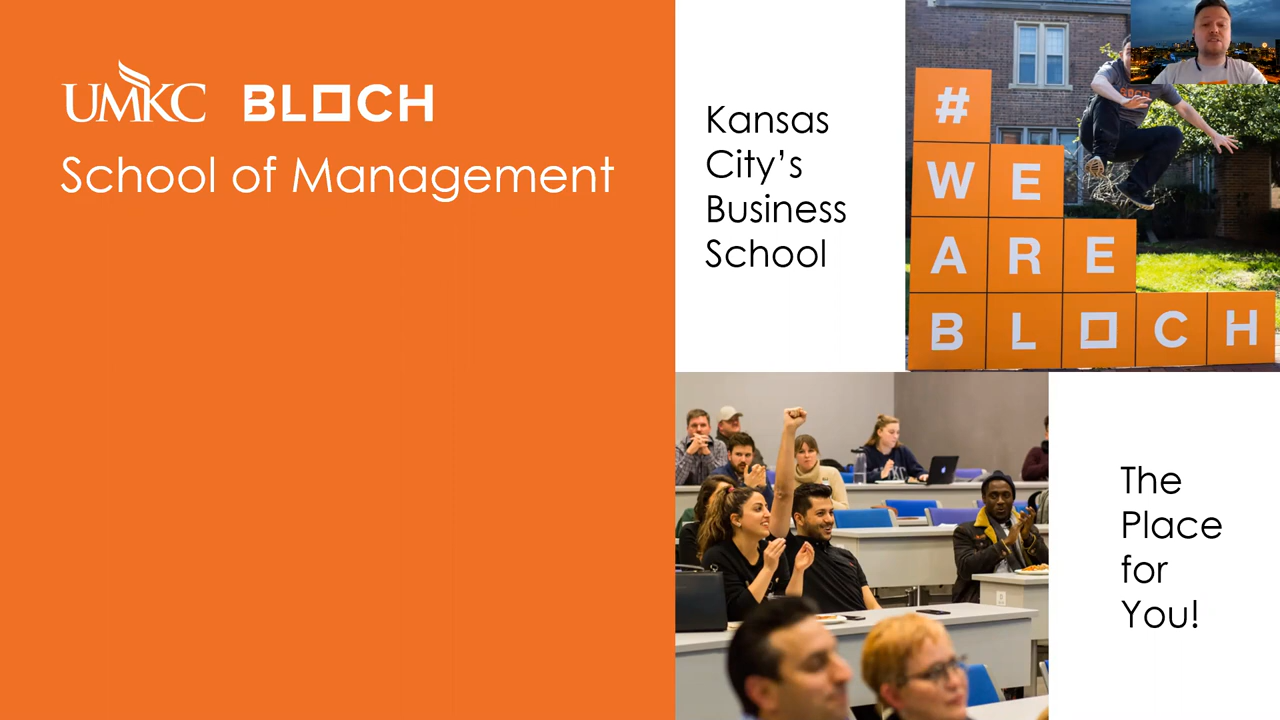 UMKC BLOCH
School of Management
Kansas
City's
Business
School
#
WE
ARE
BLOCH
The
Place
for
You!